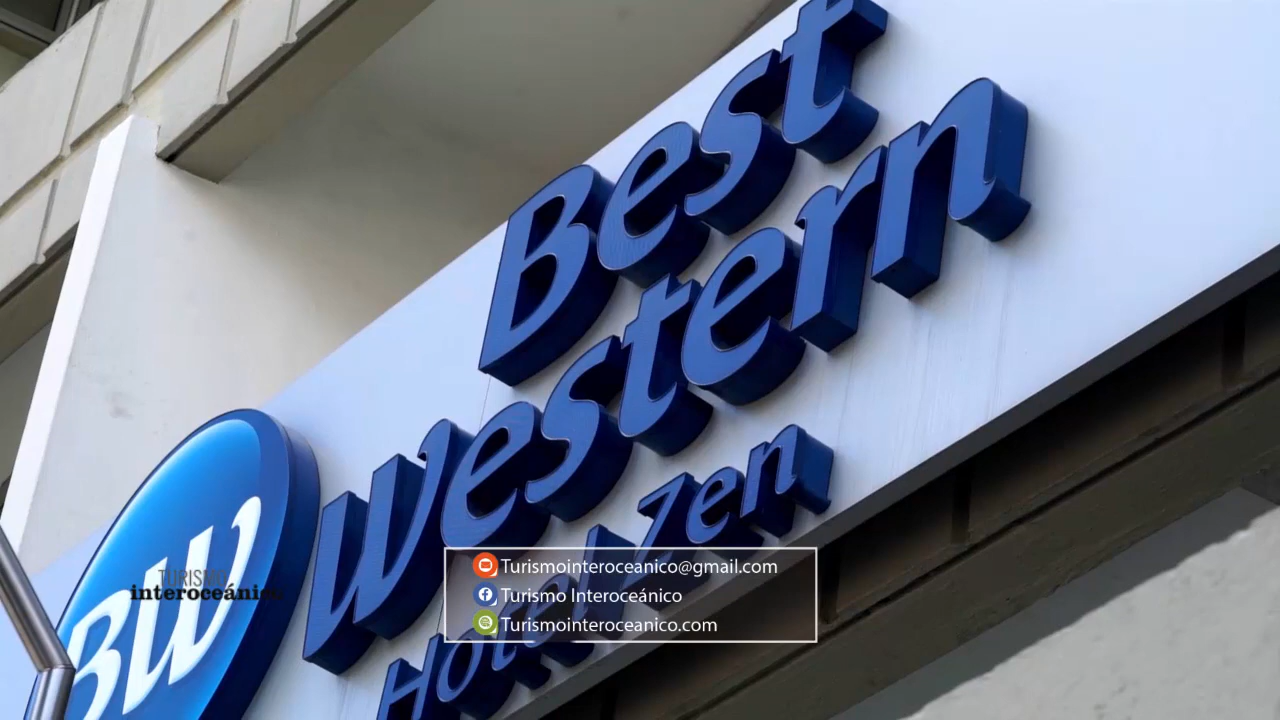 Best
Western
Hotel Zen
BW
TURISMO
interoceánico
Turismointeroceanico@gmail.com
Turismo Interoceánico
Turismointeroceanico.com